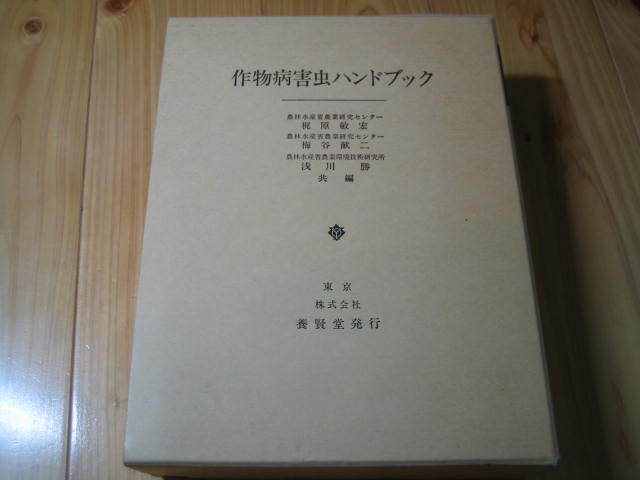 作物病害虫ハンドブック
農林水産省農業研究センター
梶原敏宏
農林水産省農業研究センター
梅谷献二
農林水産省農業環境技術研究所
浅川勝
共編
東京
株式会社
養賢堂発行